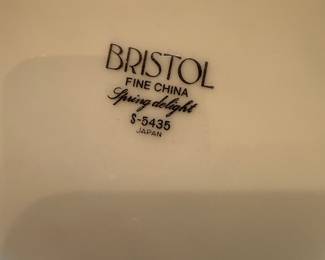 BRISTOL
FINE CHINA
Spring delight
S-5435
JAPAN